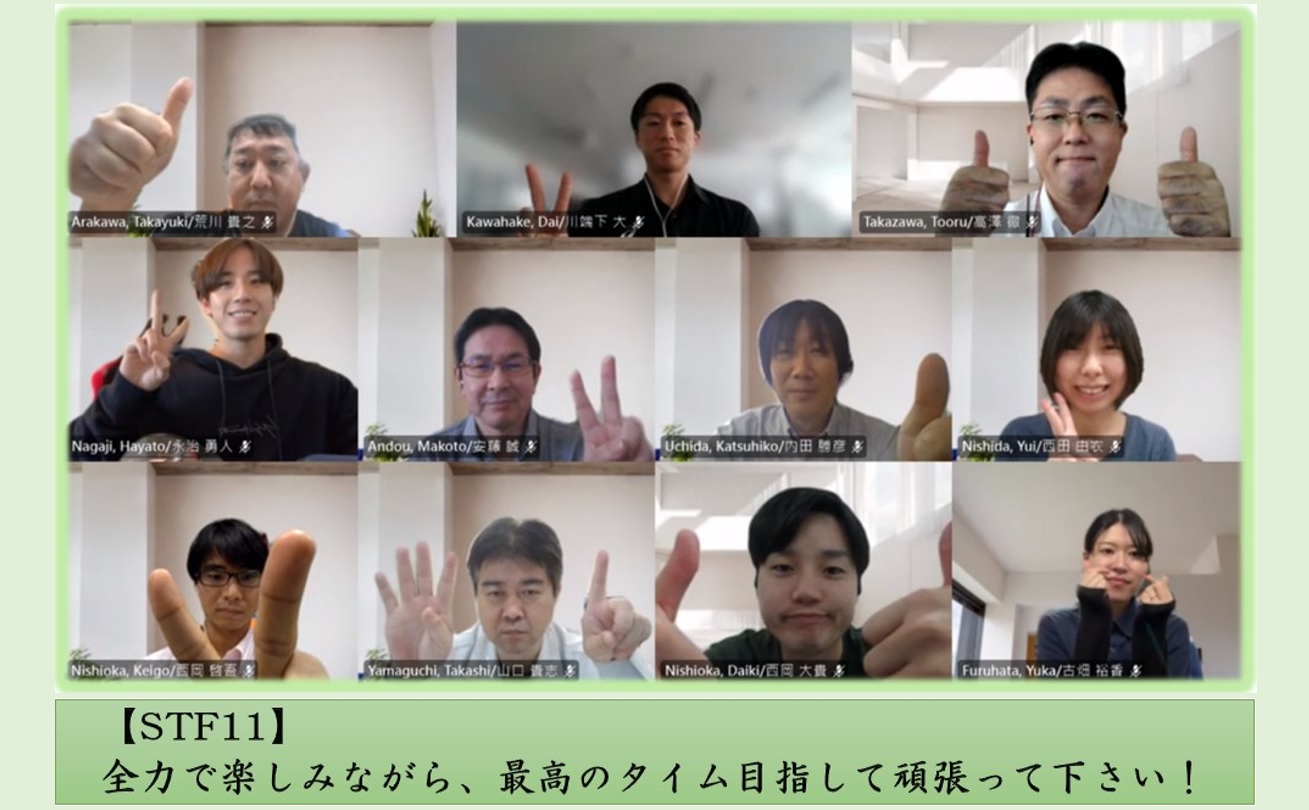 Arakawa, Takayuki/荒川 貴之
Kawahake, Dai/川端下 大
Takazawa, Tooru/高澤 徹
Nagaji, Hayato/永治 勇人
Andou, Makoto/安藤 誠
Uchida, Katsuhiko/内田 勝彦
Nishida, Yui/西田 由衣
Nishioka, Keigo/西岡 啓吾
Yamaguchi, Takashi/山口 貴志
Nishioka, Daiki/西岡 大貴
Furuhata, Yuka/古畑 裕香
【STF11】
全力で楽しみながら、最高のタイム目指して頑張って下さい！